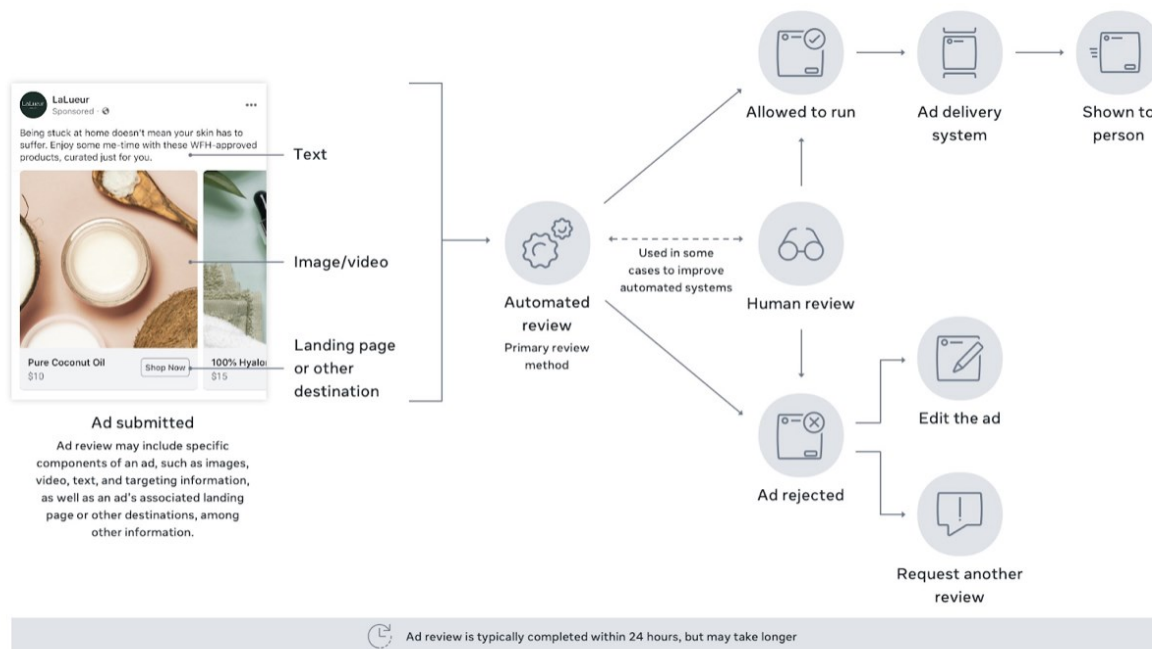 LaLueur
LaLueur
Sponsored ·
Being stuck at home doesn't mean your skin has to
suffer. Enjoy some me-time with these WFH-approved
products, curated just for you.
Pure Coconut Oil
$10
Shop Now
100% Hyalo
$15
Text
Image/video
Landing page
or other
destination
Ad submitted
Ad review may include specific
components of an ad, such as images,
video, text, and targeting information,
as well as an ad's associated landing
page or other destinations, among
other information.
Automated
review
Primary review
method
Used in some
cases to improve
automated systems
Human review
Allowed to run
Ad delivery
system
Shown to
person
Ad rejected
Edit the ad
Request another
review
Ad review is typically completed within 24 hours, but may take longer